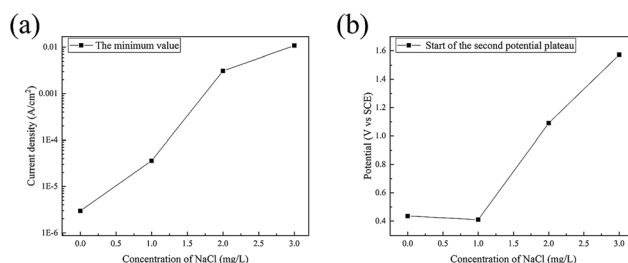 (a)
The minimum value
0.01
0.001
1E-4
1E-5
1E-6
Current density (A/cm²)
0.0 0.5 1.0 1.5 2.0 2.5 3.0
Concentration of NaCl (mg/L)
(b)
Start of the second potential plateau
1.6
1.4
1.2
1.0
0.8
0.6
0.4
Potential (V vs SCE)
0.0 0.5 1.0 1.5 2.0 2.5 3.0
Concentration of NaCl (mg/L)